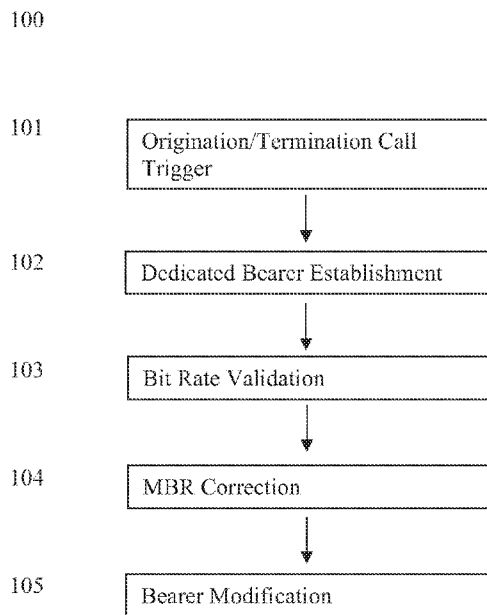 100
101
Origination/Termination Call
Trigger
102
Dedicated Bearer Establishment
103
Bit Rate Validation
104
MBR Correction
105
Bearer Modification